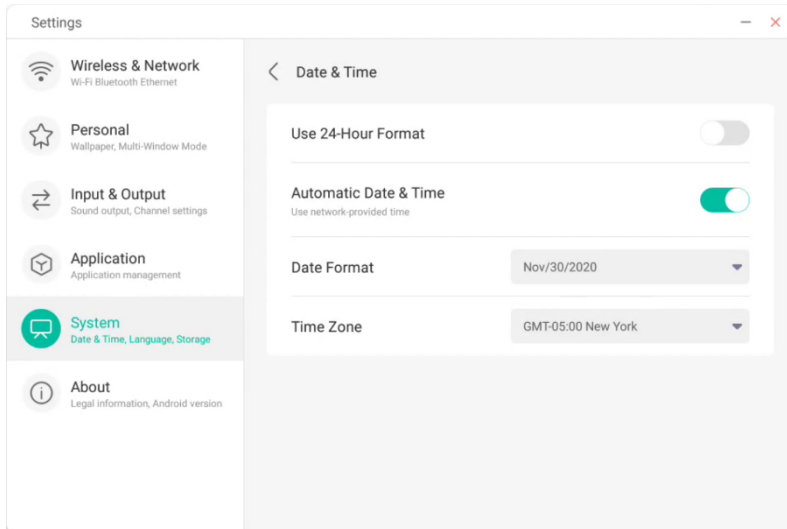 Settings
Wireless & Network
Wi-Fi Bluetooth Ethernet
Personal
Wallpaper, Multi-Window Mode
Input & Output
Sound output, Channel settings
Application
Application management
System
Date & Time, Language, Storage
About
Legal information, Android version
Date & Time
Use 24-Hour Format
Automatic Date & Time
Use network-provided time
Date Format
Nov/30/2020
Time Zone
GMT-05:00 New York